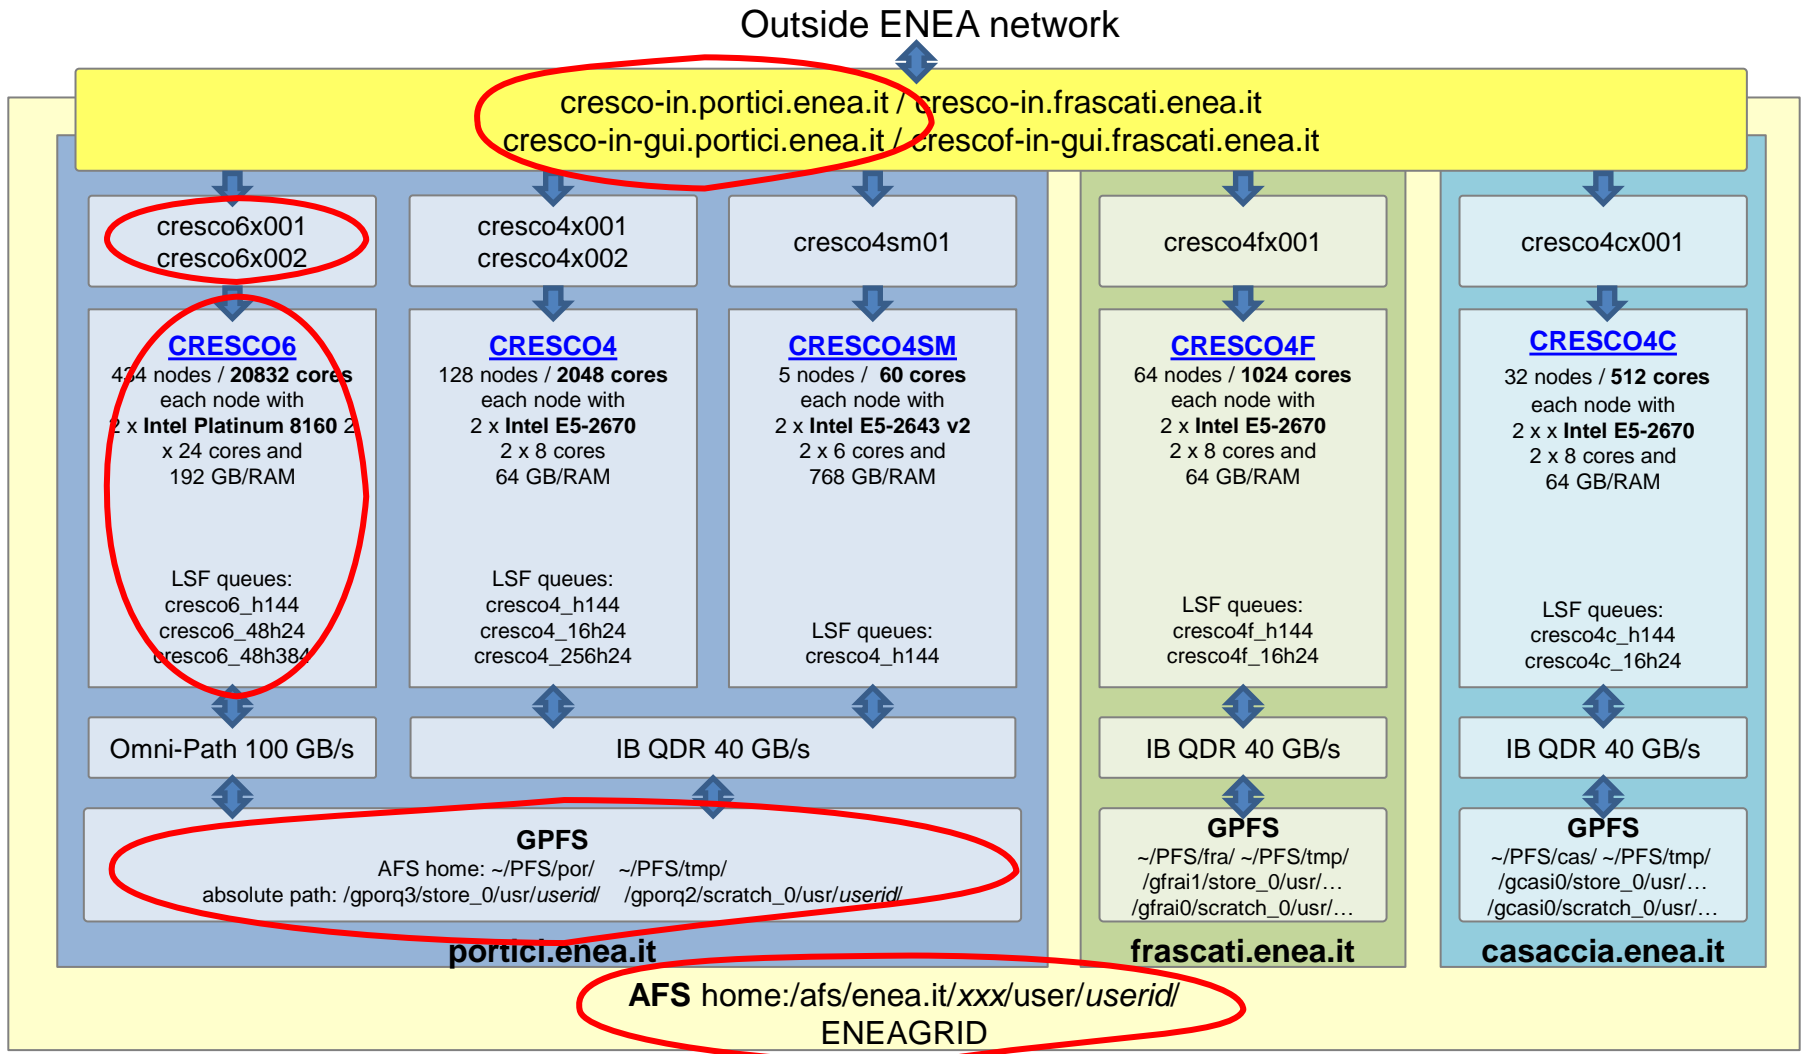 Outside ENEA network
cresco-in.portici.enea.it / cresco-in.frascati.enea.it
cresco-in-gui.portici.enea.it / crescof-in-gui.frascati.enea.it
cresco6x001
cresco6x002
cresco4x001
cresco4x002
cresco4sm01
cresco4fx001
cresco4cx001
CRESCO6
434 nodes / 20832 cores
each node with
2 x Intel Platinum 8160 2
x 24 cores and
192 GB/RAM
LSF queues:
cresco6_h144
cresco6_48h24
cresco6_48h384
CRESCO4
128 nodes / 2048 cores
each node with
2 x Intel E5-2670
2 x 8 cores
64 GB/RAM
LSF queues:
cresco4_h144
cresco4_16h24
cresco4_256h24
CRESCO4SM
5 nodes / 60 cores
each node with
2 x Intel E5-2643 v2
2 x 6 cores and
768 GB/RAM
LSF queues:
cresco4_h144
CRESCO4F
64 nodes / 1024 cores
each node with
2 x Intel E5-2670
2 x 8 cores and
64 GB/RAM
LSF queues:
cresco4f_h144
cresco4f_16h24
CRESCO4C
32 nodes / 512 cores
each node with
2 x x Intel E5-2670
2 x 8 cores and
64 GB/RAM
LSF queues:
cresco4c_h144
cresco4c_16h24
Omni-Path 100 GB/s
IB QDR 40 GB/s
IB QDR 40 GB/s
IB QDR 40 GB/s
GPFS
AFS home: ~/PFS/por/ ~/PFS/tmp/
absolute path: /gporq3/store_0/usr/userid/ /gporq2/scratch_0/usr/userid/
GPFS
~/PFS/fra/ ~/PFS/tmp/
/gfrai1/store_0/usr/…
/gfrai0/scratch_0/usr/…
GPFS
~/PFS/cas/ ~/PFS/tmp/
/gcasi0/store_0/usr/…
/gcasi0/scratch_0/usr/…
portici.enea.it
frascati.enea.it
casaccia.enea.it
AFS home:/afs/enea.it/xxx/user/userid/
ENEAGRID